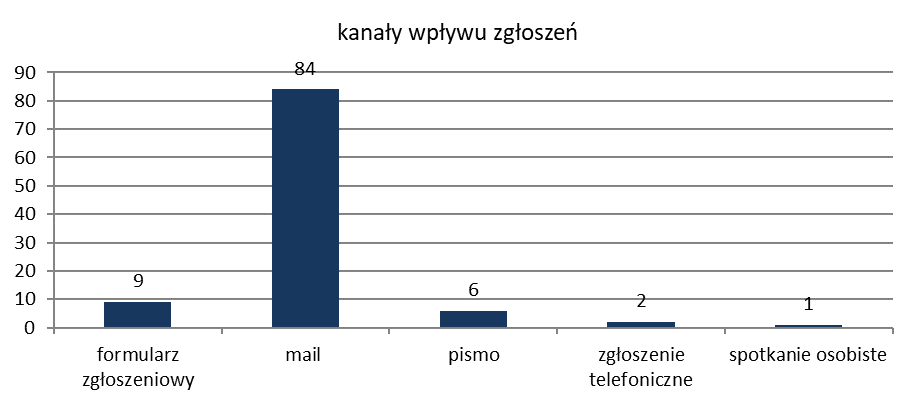 kanały wpływu zgłoszeń
90
80
70
60
50
40
30
20
10
0
9
84
6
2
1
formularz
zgłoszeniowy
mail
pismo
zgłoszenie
telefoniczne
spotkanie osobiste